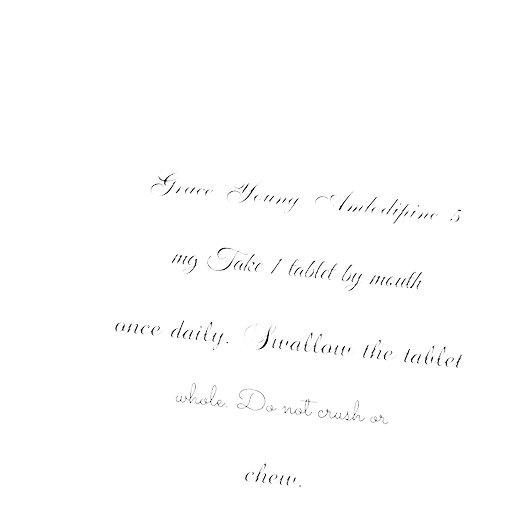 Grace Young Amlodipine 5
mg Take 1 tablet by mouth
once daily. Swallow the tablet
whole. Do not crush or
chew.